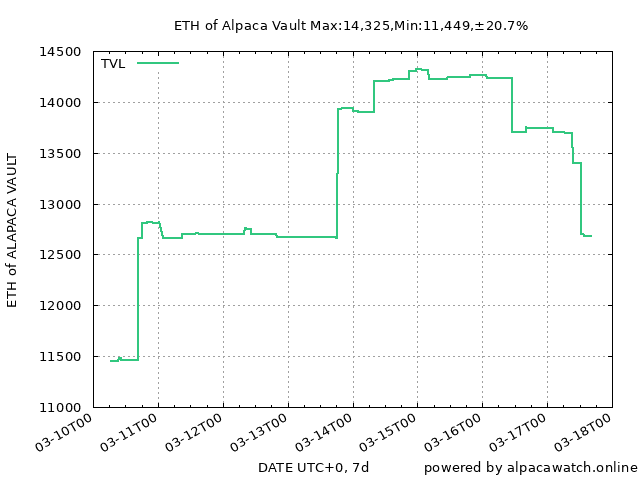 ETH of Alpaca Vault Max:14,325,Min:11,449,±20.7%
TVL
14500
14000
13500
13000
12500
12000
11500
11000
ETH of ALAPACA VAULT
03-10T00
03-11T00
03-12T00
03-13T00
03-14T00
03-15T00
03-16T00
03-17T00
03-18T00
DATE UTC+0, 7d
powered by alpacawatch.online